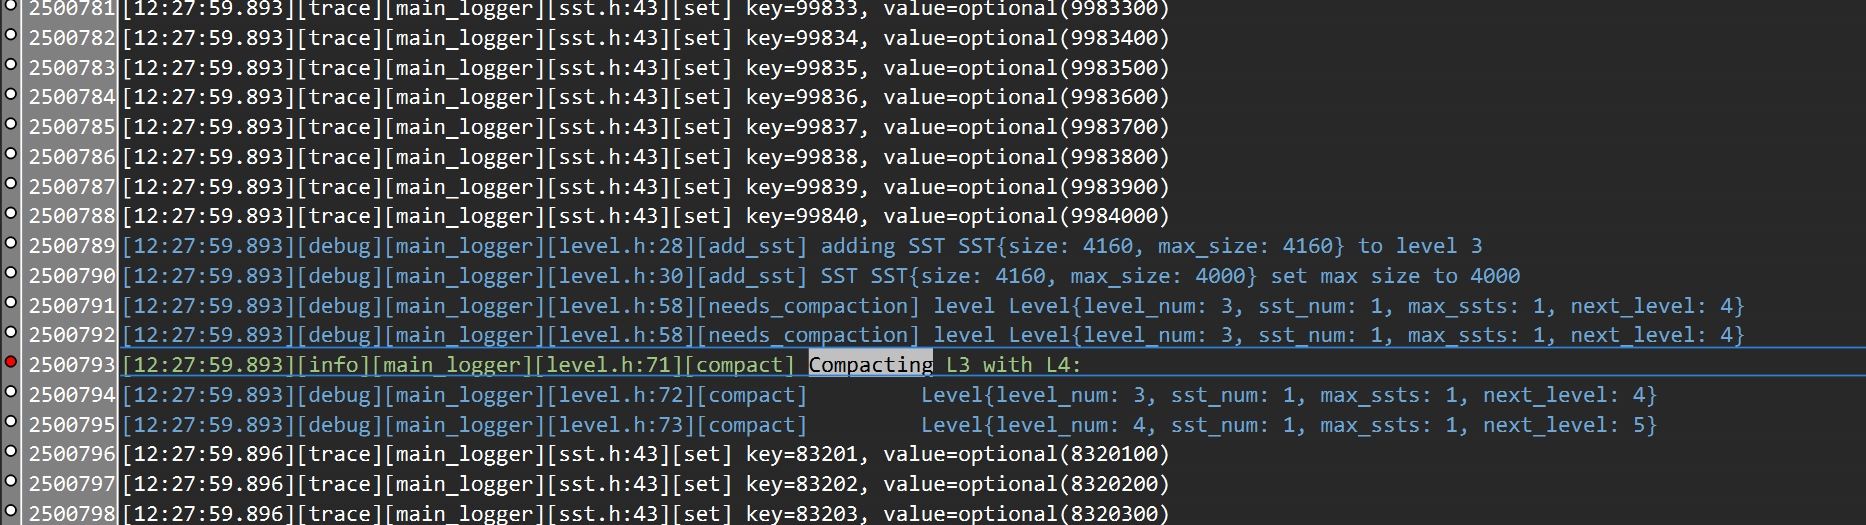 2500781 [12:27:59.893][trace][main_logger][sst.h:43][set] key=99833, value=optional(9983300)
2500782 [12:27:59.893][trace][main_logger][sst.h:43][set] key=99834, value=optional(9983400)
2500783 [12:27:59.893][trace][main_logger][sst.h:43][set] key=99835, value=optional(9983500)
2500784 [12:27:59.893][trace][main_logger][sst.h:43][set] key=99836, value=optional(9983600)
2500785 [12:27:59.893][trace][main_logger][sst.h:43][set] key=99837, value=optional(9983700)
2500786 [12:27:59.893][trace][main_logger][sst.h:43][set] key=99838, value=optional(9983800)
2500787 [12:27:59.893][trace][main_logger][sst.h:43][set] key=99839, value=optional(9983900)
2500788 [12:27:59.893][trace][main_logger][sst.h:43][set] key=99840, value=optional(9984000)
2500789 [12:27:59.893][debug][main_logger][level.h:28][add_sst] adding SST SST{size: 4160, max_size: 4160} to level 3
2500790 [12:27:59.893][debug][main_logger][level.h:30][add_sst] SST SST{size: 4160, max_size: 4000} set max size to 4000
2500791 [12:27:59.893][debug][main_logger][level.h:58][needs_compaction] level Level{level_num: 3, sst_num: 1, max_ssts: 1, next_level: 4}
2500792 [12:27:59.893][debug][main_logger][level.h:58][needs_compaction] level Level{level_num: 3, sst_num: 1, max_ssts: 1, next_level: 4}
2500793 [12:27:59.893][info][main_logger][level.h:71][compact] Compacting L3 with L4:
2500794 [12:27:59.893][debug][main_logger][level.h:72][compact] Level{level_num: 3, sst_num: 1, max_ssts: 1, next_level: 4}
2500795 [12:27:59.893][debug][main_logger][level.h:73][compact] Level{level_num: 4, sst_num: 1, max_ssts: 1, next_level: 5}
2500796 [12:27:59.896][trace][main_logger][sst.h:43][set] key=83201, value=optional(8320100)
2500797 [12:27:59.896][trace][main_logger][sst.h:43][set] key=83202, value=optional(8320200)
2500798 [12:27:59.896][trace][main_logger][sst.h:43][set] key=83203, value=optional(8320300)